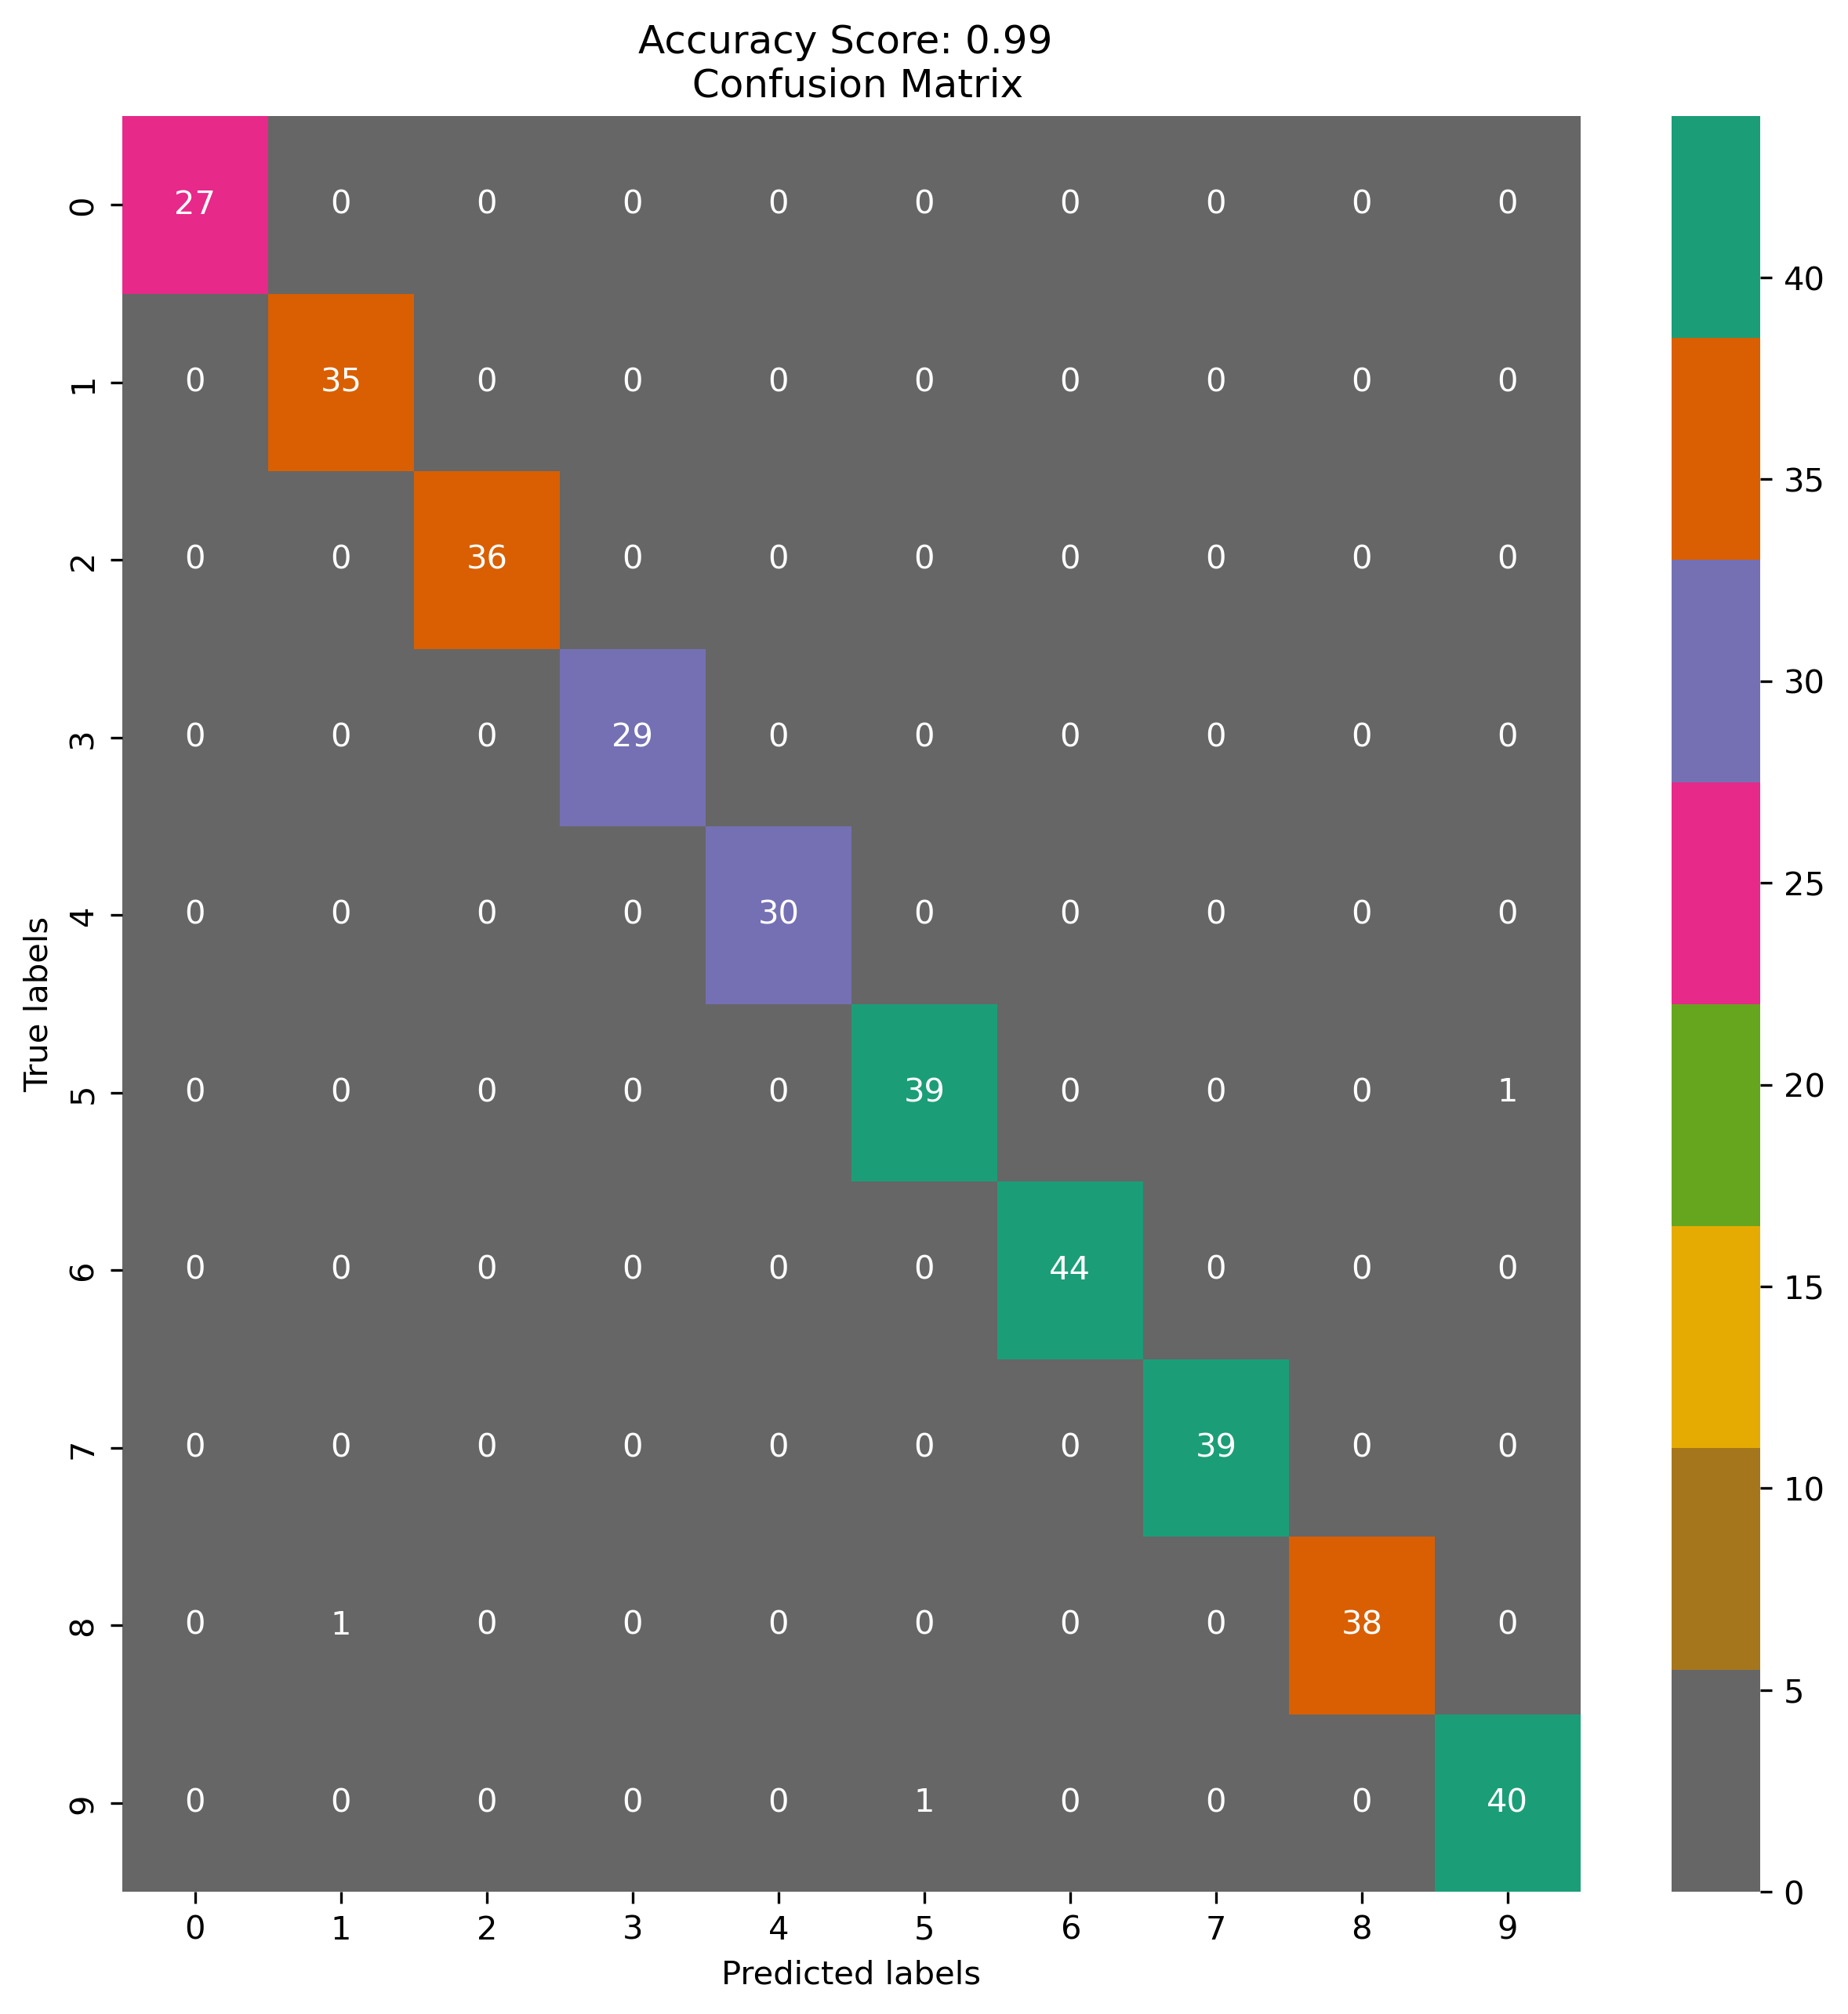 Accuracy Score: 0.99
Confusion Matrix
0 27 0 0 0 0 0 0 0 0 0
1 0 35 0 0 0 0 0 0 0 0
2 0 0 36 0 0 0 0 0 0 0
3 0 0 0 29 0 0 0 0 0 0
4 0 0 0 0 30 0 0 0 0 0
5 0 0 0 0 0 39 0 0 0 1
6 0 0 0 0 0 0 44 0 0 0
7 0 0 0 0 0 0 0 39 0 0
8 0 1 0 0 0 0 0 0 38 0
9 0 0 0 0 0 1 0 0 0 40
0 1 2 3 4 5 6 7 8 9
Predicted labels
True labels
40
35
30
25
20
15
10
5
0